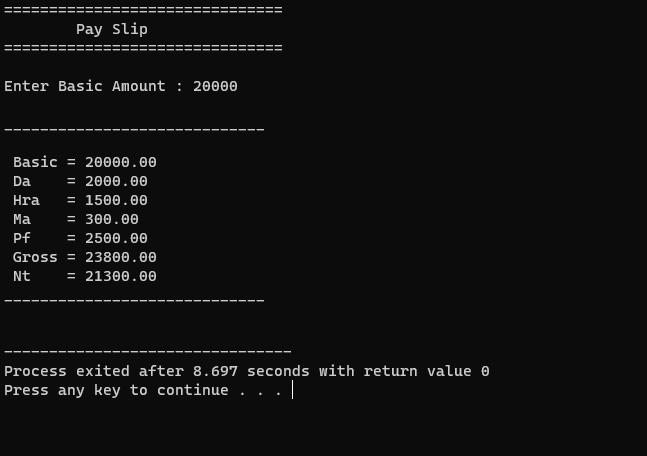 ===============================
        Pay Slip
===============================
Enter Basic Amount : 20000
-----------------------------
 Basic = 20000.00
 Da    = 2000.00
 Hra   = 1500.00
 Ma    = 300.00
 Pf    = 2500.00
 Gross = 23800.00
 Nt    = 21300.00
-----------------------------
--------------------------------
Process exited after 8.697 seconds with return value 0
Press any key to continue . . .